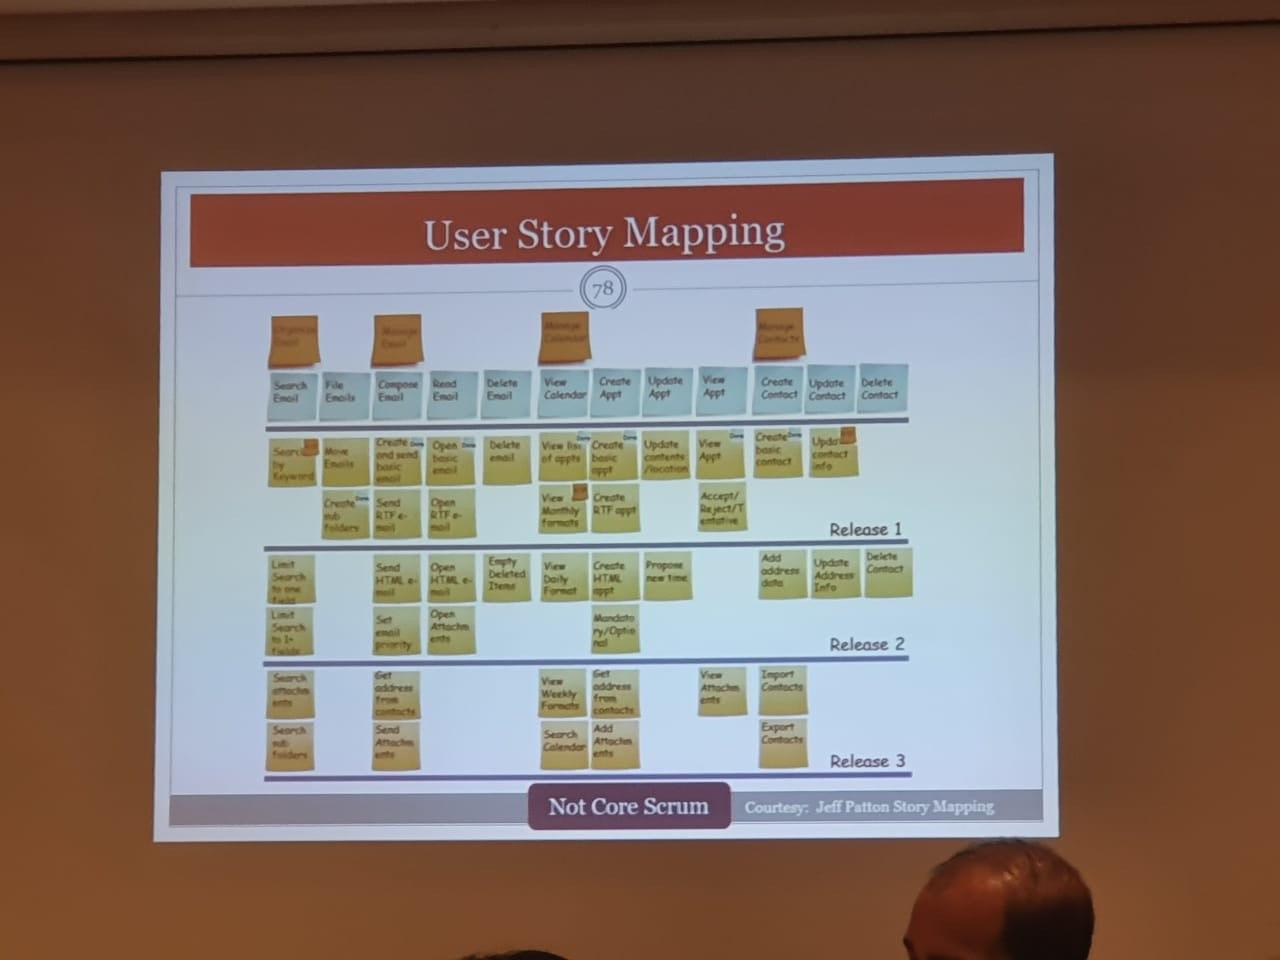 User Story Mapping
78
Organize
Email
Manage
Email
Manage
Calendar
Manage
Contacts
Search
Email
File
Emails
Compose
Email
Read
Email
Delete
Email
View
Calendar
Create
Appt
Update
Appt
View
Appt
Create
Contact
Update
Contact
Delete
Contact
Search
by
Keyword
Move
Emails
Create
and send
basic
email
Done
Open
basic
email
Done
Delete
email
View list
of appts
Done
Create
basic
appt
Done
Update
contents
/location
View
Appt
Done
Create
basic
contact
Done
Update
contact
info
Create
sub
folders
Done
Send
RTF e-
mail
Open
RTF e-
mail
View
Monthly
formats
Create
RTF appt
Accept/
Reject/T
entative
Release 1
Limit
Search
to one
field
Send
HTML e-
mail
Open
HTML e-
mail
Empty
Deleted
Items
View
Daily
Format
Create
HTML
appt
Propose
new time
Add
address
data
Update
Address
Info
Delete
Contact
Limit
Search
to 1+
fields
Set
email
priority
Open
Attachm
ents
Mandato
ry/Optio
nal
Release 2
Search
attachm
ents
Get
address
from
contacts
View
Weekly
Formats
Get
address
from
contacts
View
Attachm
ents
Import
Contacts
Search
sub
folders
Send
Attachm
ents
Search
Calendar
Add
Attachm
ents
Export
Contacts
Release 3
Not Core Scrum
Courtesy: Jeff Patton Story Mapping